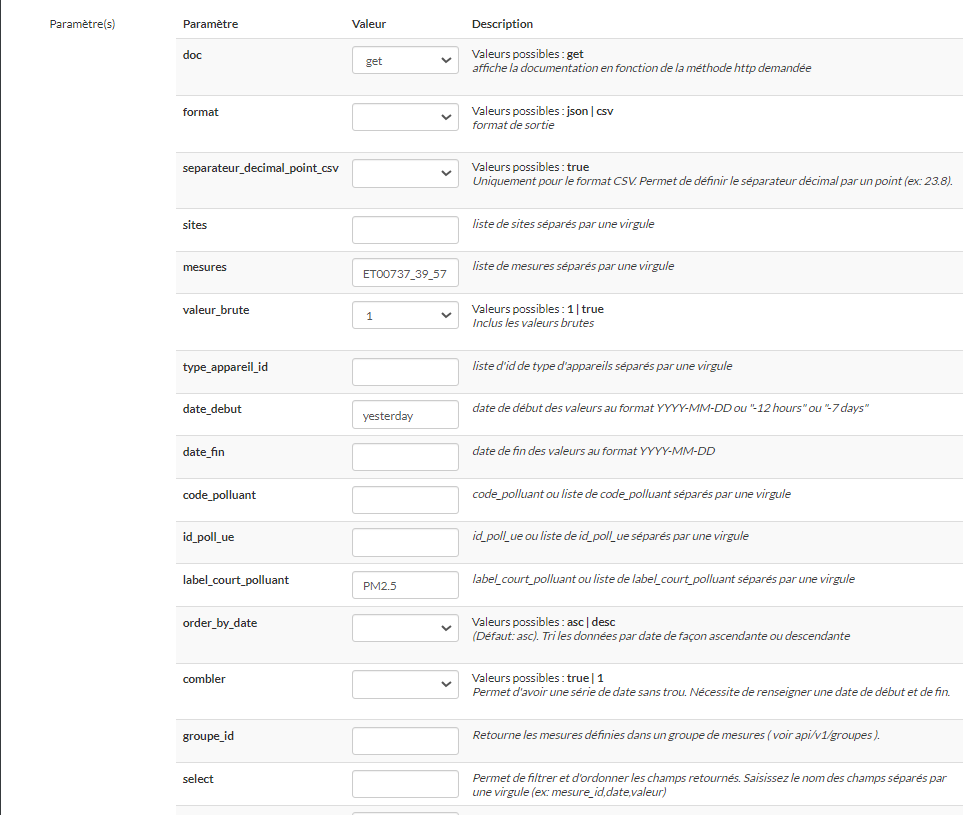 Paramètre(s)
Paramètre Valeur Description
doc get Valeurs possibles : get
affiche la documentation en fonction de la méthode http demandée
format Valeurs possibles : json | csv
format de sortie
separateur_decimal_point_csv Valeurs possibles : true
Uniquement pour le format CSV. Permet de définir le séparateur décimal par un point (ex: 23.8).
sites liste de sites séparés par une virgule
mesures ET00737_39_57 liste de mesures séparés par une virgule
valeur_brute 1 Valeurs possibles : 1 | true
Inclus les valeurs brutes
type_appareil_id liste d'id de type d'appareils séparés par une virgule
date_debut yesterday date de début des valeurs au format YYYY-MM-DD ou "-12 hours" ou "-7 days"
date_fin date de fin des valeurs au format YYYY-MM-DD
code_polluant code_polluant ou liste de code_polluant séparés par une virgule
id_poll_ue id_poll_ue ou liste de id_poll_ue séparés par une virgule
label_court_polluant PM2.5 label_court_polluant ou liste de label_court_polluant séparés par une virgule
order_by_date Valeurs possibles : asc | desc
(Défaut: asc). Tri les données par date de façon ascendante ou descendante
combler Valeurs possibles : true | 1
Permet d'avoir une série de date sans trou. Nécessite de renseigner une date de début et de fin.
groupe_id Retourne les mesures définies dans un groupe de mesures ( voir api/v1/groupes ).
select Permet de filtrer et d'ordonner les champs retournés. Saisissez le nom des champs séparés par
une virgule (ex: mesure_id,date,valeur)